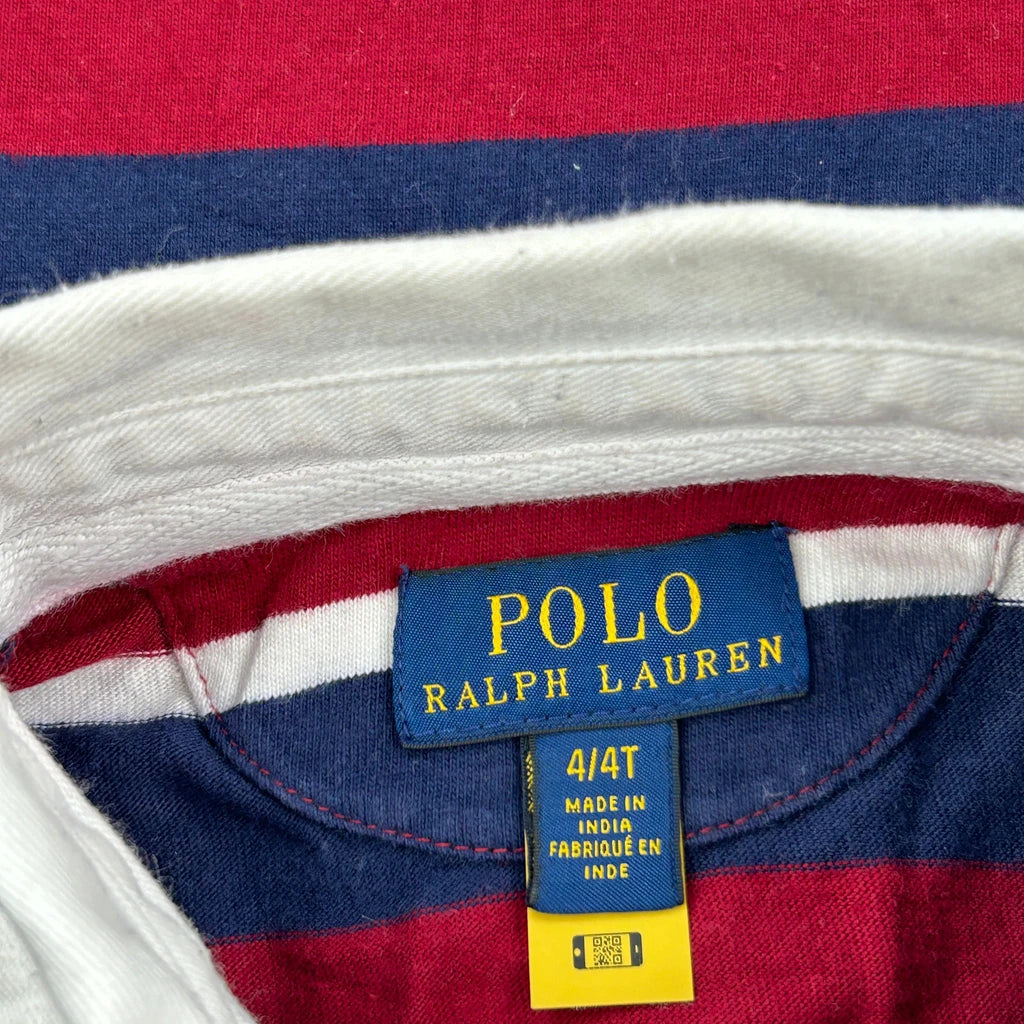 POLO
RALPH LAUREN
4/4T
MADE IN
INDIA
FABRIQUÉ EN
INDE